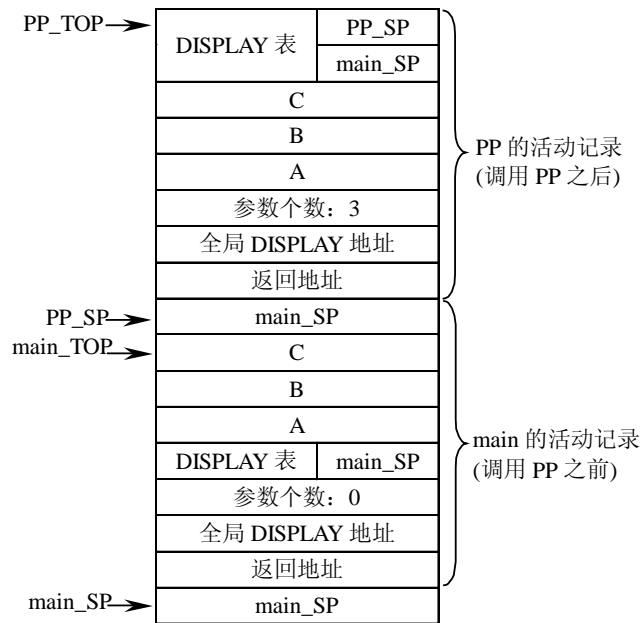 PP_TOP
DISPLAY 表
PP_SP
main_SP
C
B
A
参数个数：3
全局 DISPLAY 地址
返回地址
PP 的活动记录
(调用 PP 之后)
PP_SP
main_SP
main_TOP
C
B
A
DISPLAY 表
main_SP
参数个数：0
全局 DISPLAY 地址
返回地址
main 的活动记录
(调用 PP 之前)
main_SP
main_SP